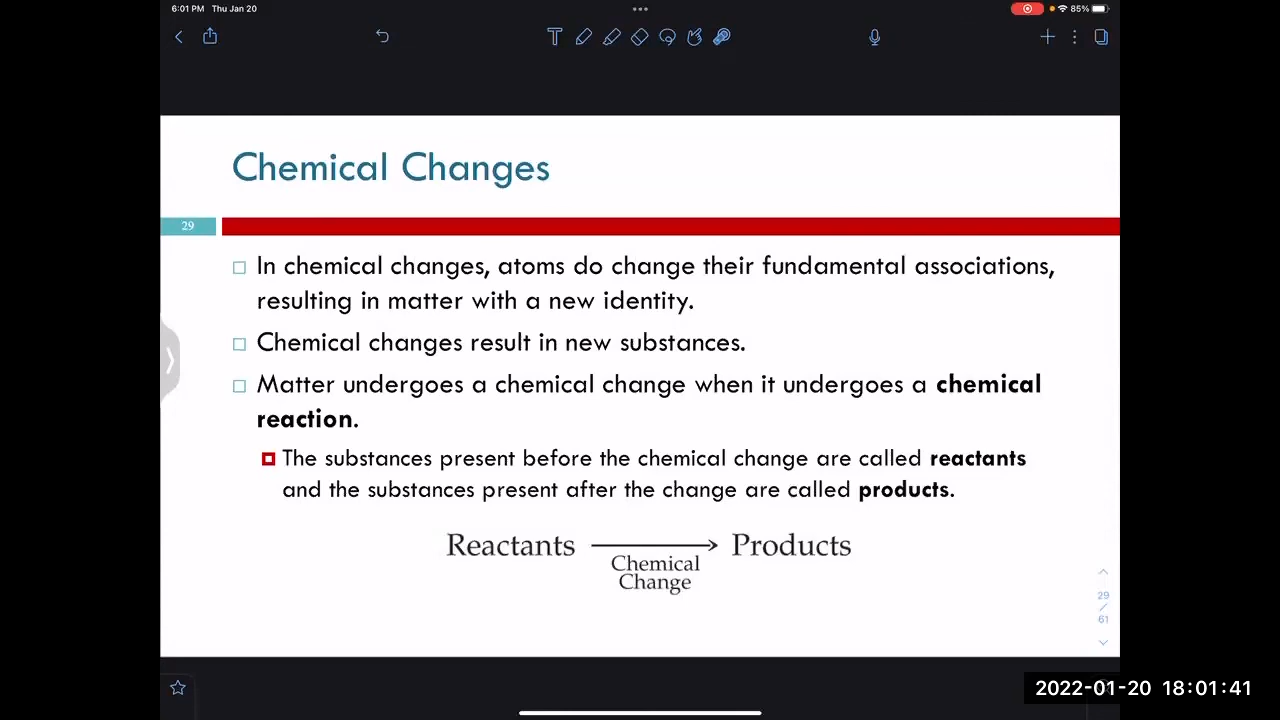 6:01 PM Thu Jan 20
85%
Chemical Changes
29
In chemical changes, atoms do change their fundamental associations,
resulting in matter with a new identity.
Chemical changes result in new substances.
Matter undergoes a chemical change when it undergoes a chemical
reaction.
The substances present before the chemical change are called reactants
and the substances present after the change are called products.
Reactants → Products
Chemical
Change
29
/
61
2022-01-20 18:01:41